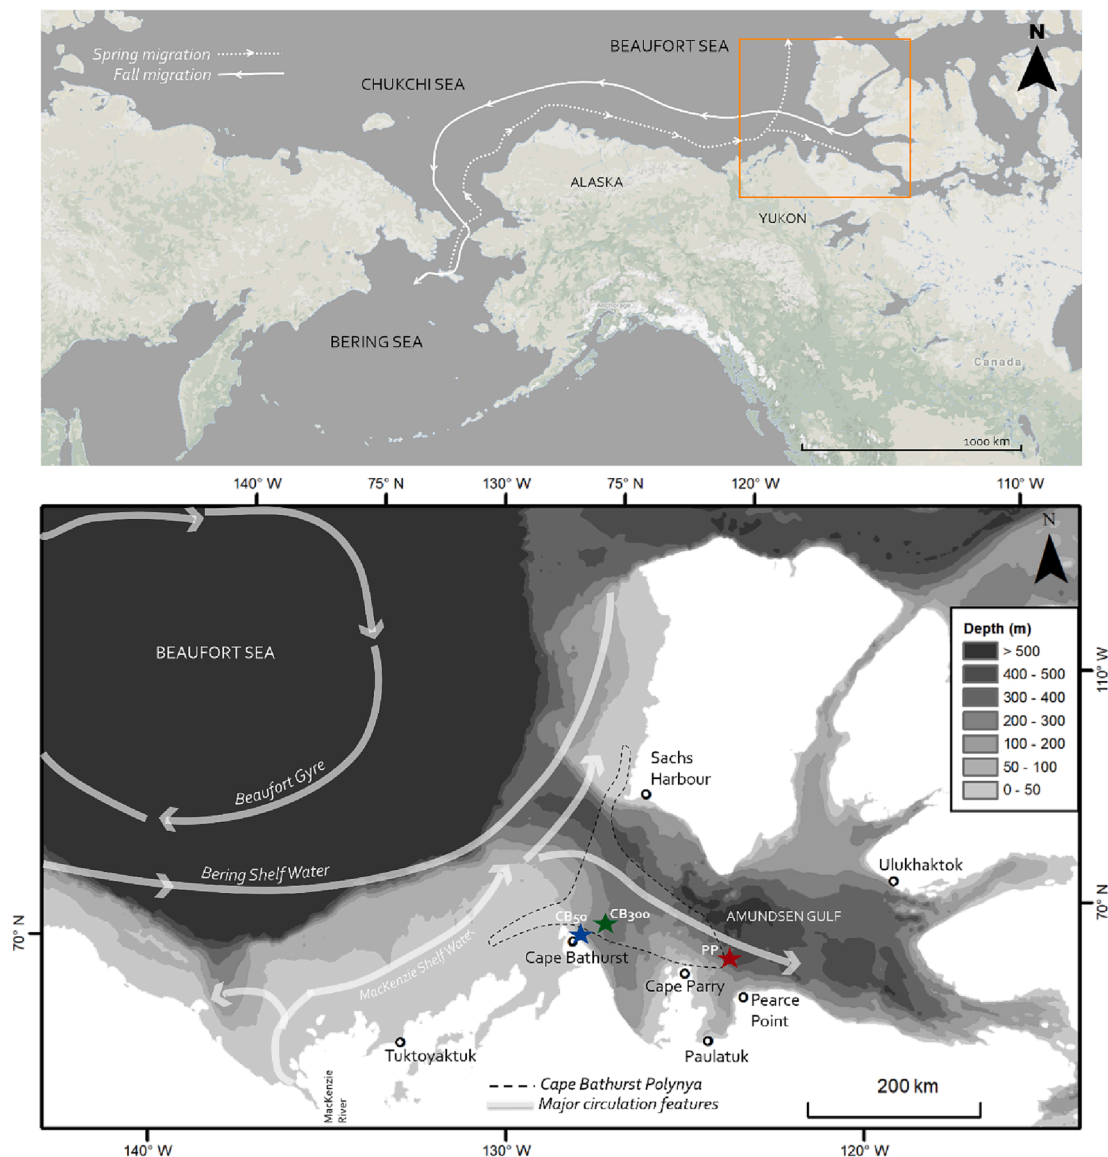 Spring migration
Fall migration
BEAUFORT SEA
N
CHUKCHI SEA
ALASKA
YUKON
Anchorage
BERING SEA
Canada
1000 km
140° W
75° N
130° W
75° N
120° W
110° W
N
BEAUFORT SEA
Depth (m)
> 500
400 - 500
300 - 400
200 - 300
100 - 200
50 - 100
0 - 50
110° W
Sachs
Harbour
Beaufort Gyre
Bering Shelf Water
Ulukhaktok
70° N
CB50
CB300
AMUNDSEN GULF
70° N
MacKenzie Shelf Water
Cape Bathurst
PP
Cape Parry
Pearce
Point
Tuktoyaktuk
Paulatuk
MacKenzie
River
Cape Bathurst Polynya
Major circulation features
200 km
140° W
130° W
120° W